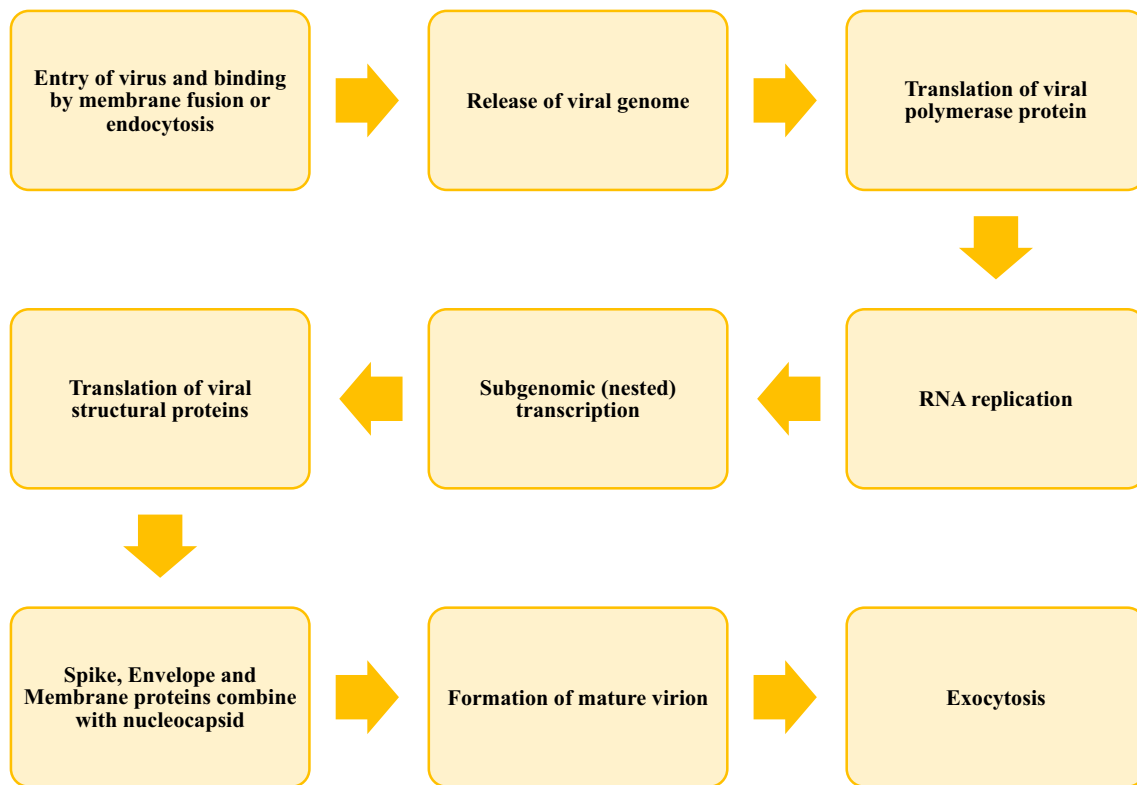 Entry of virus and binding
by membrane fusion or
endocytosis
Release of viral genome
Translation of viral
polymerase protein
RNA replication
Subgenomic (nested)
transcription
Translation of viral
structural proteins
Spike, Envelope and
Membrane proteins combine
with nucleocapsid
Formation of mature virion
Exocytosis